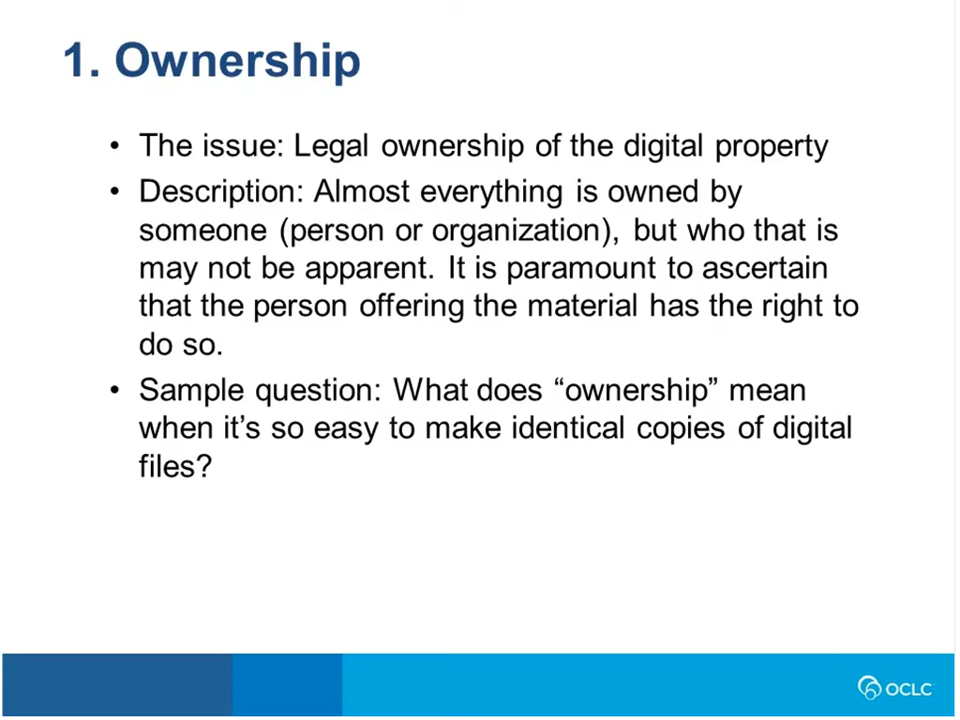 1. Ownership
• The issue: Legal ownership of the digital property
• Description: Almost everything is owned by
someone (person or organization), but who that is
may not be apparent. It is paramount to ascertain
that the person offering the material has the right to
do so.
• Sample question: What does “ownership” mean
when it’s so easy to make identical copies of digital
files?
OCLC